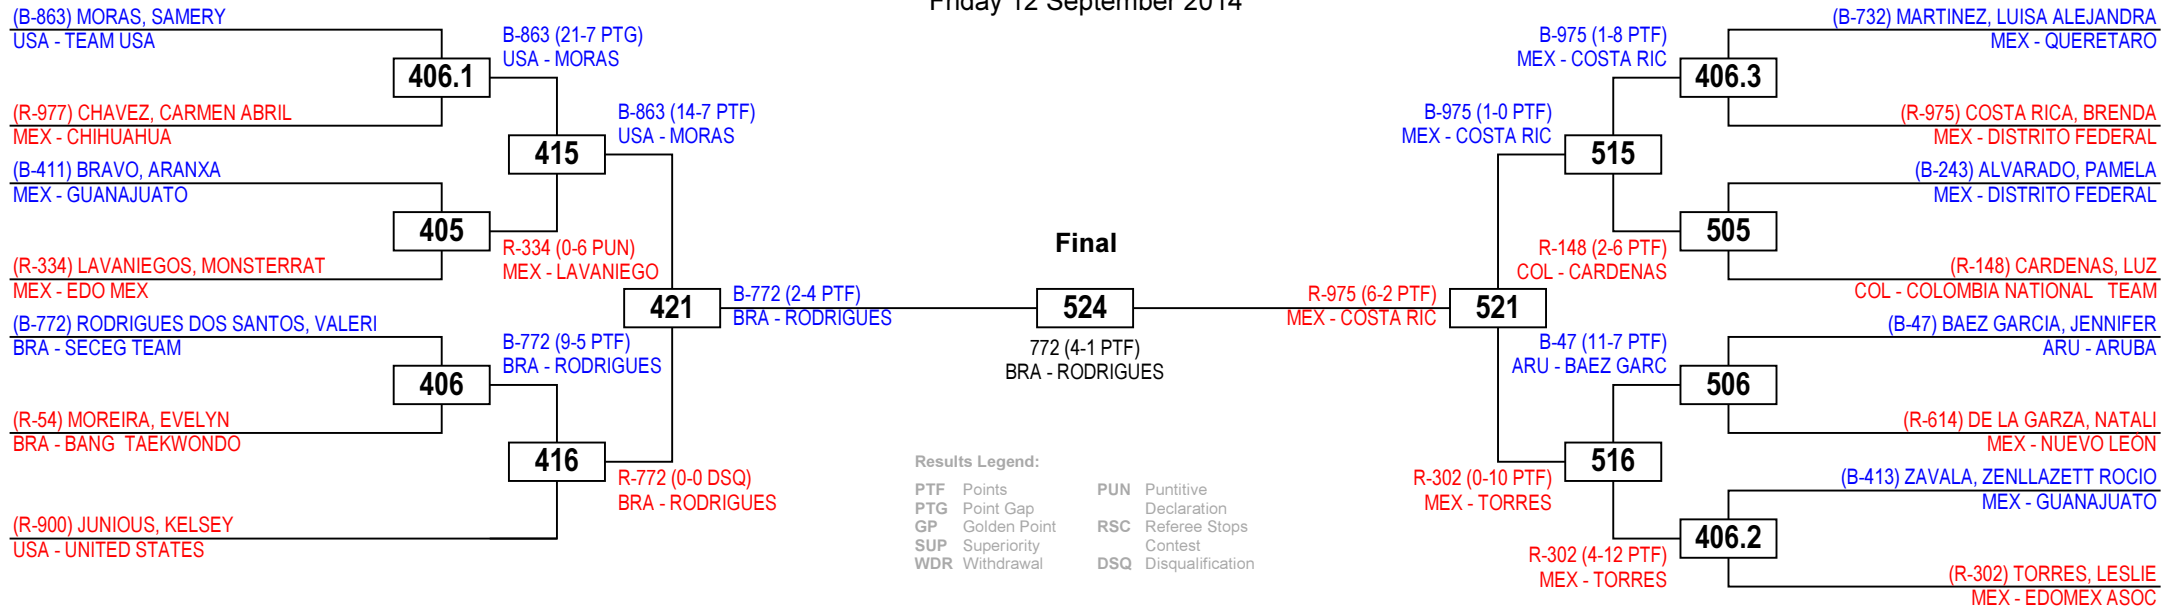 Friday 12 September 2014
(B-863) MORAS, SAMERY
USA - TEAM USA
B-863 (21-7 PTG)
USA - MORAS
406.1
(R-977) CHAVEZ, CARMEN ABRIL
MEX - CHIHUAHUA
B-863 (14-7 PTF)
USA - MORAS
415
(B-411) BRAVO, ARANXA
MEX - GUANAJUATO
405
R-334 (0-6 PUN)
MEX - LAVANIEGO
(R-334) LAVANIEGOS, MONSTERRAT
MEX - EDO MEX
421
B-772 (2-4 PTF)
BRA - RODRIGUES
(B-772) RODRIGUES DOS SANTOS, VALERI
BRA - SECEG TEAM
B-772 (9-5 PTF)
BRA - RODRIGUES
406
(R-54) MOREIRA, EVELYN
BRA - BANG  TAEKWONDO
416
R-772 (0-0 DSQ)
BRA - RODRIGUES
(R-900) JUNIOUS, KELSEY
USA - UNITED STATES
Final
524
772 (4-1 PTF)
BRA - RODRIGUES
Results Legend:
PTF Points
PTG Point Gap
GP Golden Point
SUP Superiority
WDR Withdrawal
PUN Puntitive
Declaration
RSC Referee Stops
Contest
DSQ Disqualification
(B-732) MARTINEZ, LUISA ALEJANDRA
MEX - QUERETARO
B-975 (1-8 PTF)
MEX - COSTA RIC
406.3
(R-975) COSTA RICA, BRENDA
MEX - DISTRITO FEDERAL
B-975 (1-0 PTF)
MEX - COSTA RIC
515
(B-243) ALVARADO, PAMELA
MEX - DISTRITO FEDERAL
505
R-148 (2-6 PTF)
COL - CARDENAS
(R-148) CARDENAS, LUZ
COL - COLOMBIA NATIONAL  TEAM
R-975 (6-2 PTF)
MEX - COSTA RIC
521
(B-47) BAEZ GARCIA, JENNIFER
ARU - ARUBA
B-47 (11-7 PTF)
ARU - BAEZ GARC
506
(R-614) DE LA GARZA, NATALI
MEX - NUEVO LEÓN
516
R-302 (0-10 PTF)
MEX - TORRES
(B-413) ZAVALA, ZENLLAZETT ROCIO
MEX - GUANAJUATO
406.2
R-302 (4-12 PTF)
MEX - TORRES
(R-302) TORRES, LESLIE
MEX - EDOMEX ASOC